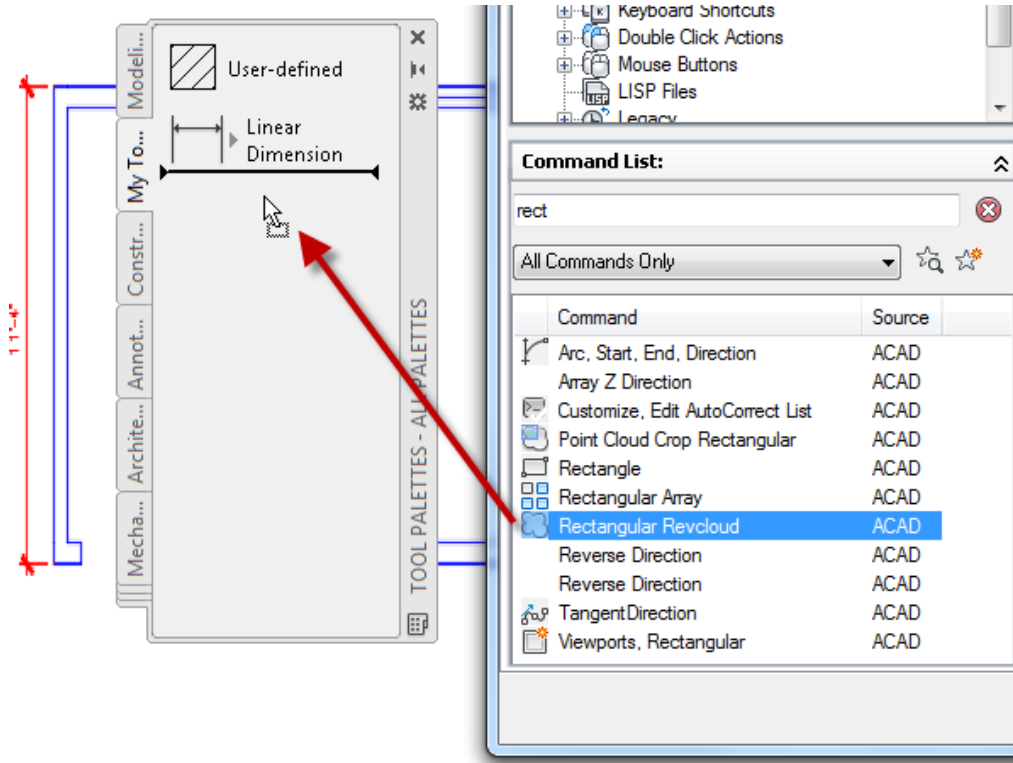 Modeli...
My To...
Constr...
Annot...
Archite...
Mecha...
User-defined
Linear
Dimension
TOOL PALETTES - ALL PALETTES
11'-4"
Keyboard Shortcuts
Double Click Actions
Mouse Buttons
LISP Files
Legacy
Command List:
rect
All Commands Only
Command Source
Arc, Start, End, Direction ACAD
Array Z Direction ACAD
Customize, Edit AutoCorrect List ACAD
Point Cloud Crop Rectangular ACAD
Rectangle ACAD
Rectangular Array ACAD
Rectangular Revcloud ACAD
Reverse Direction ACAD
Reverse Direction ACAD
TangentDirection ACAD
Viewports, Rectangular ACAD